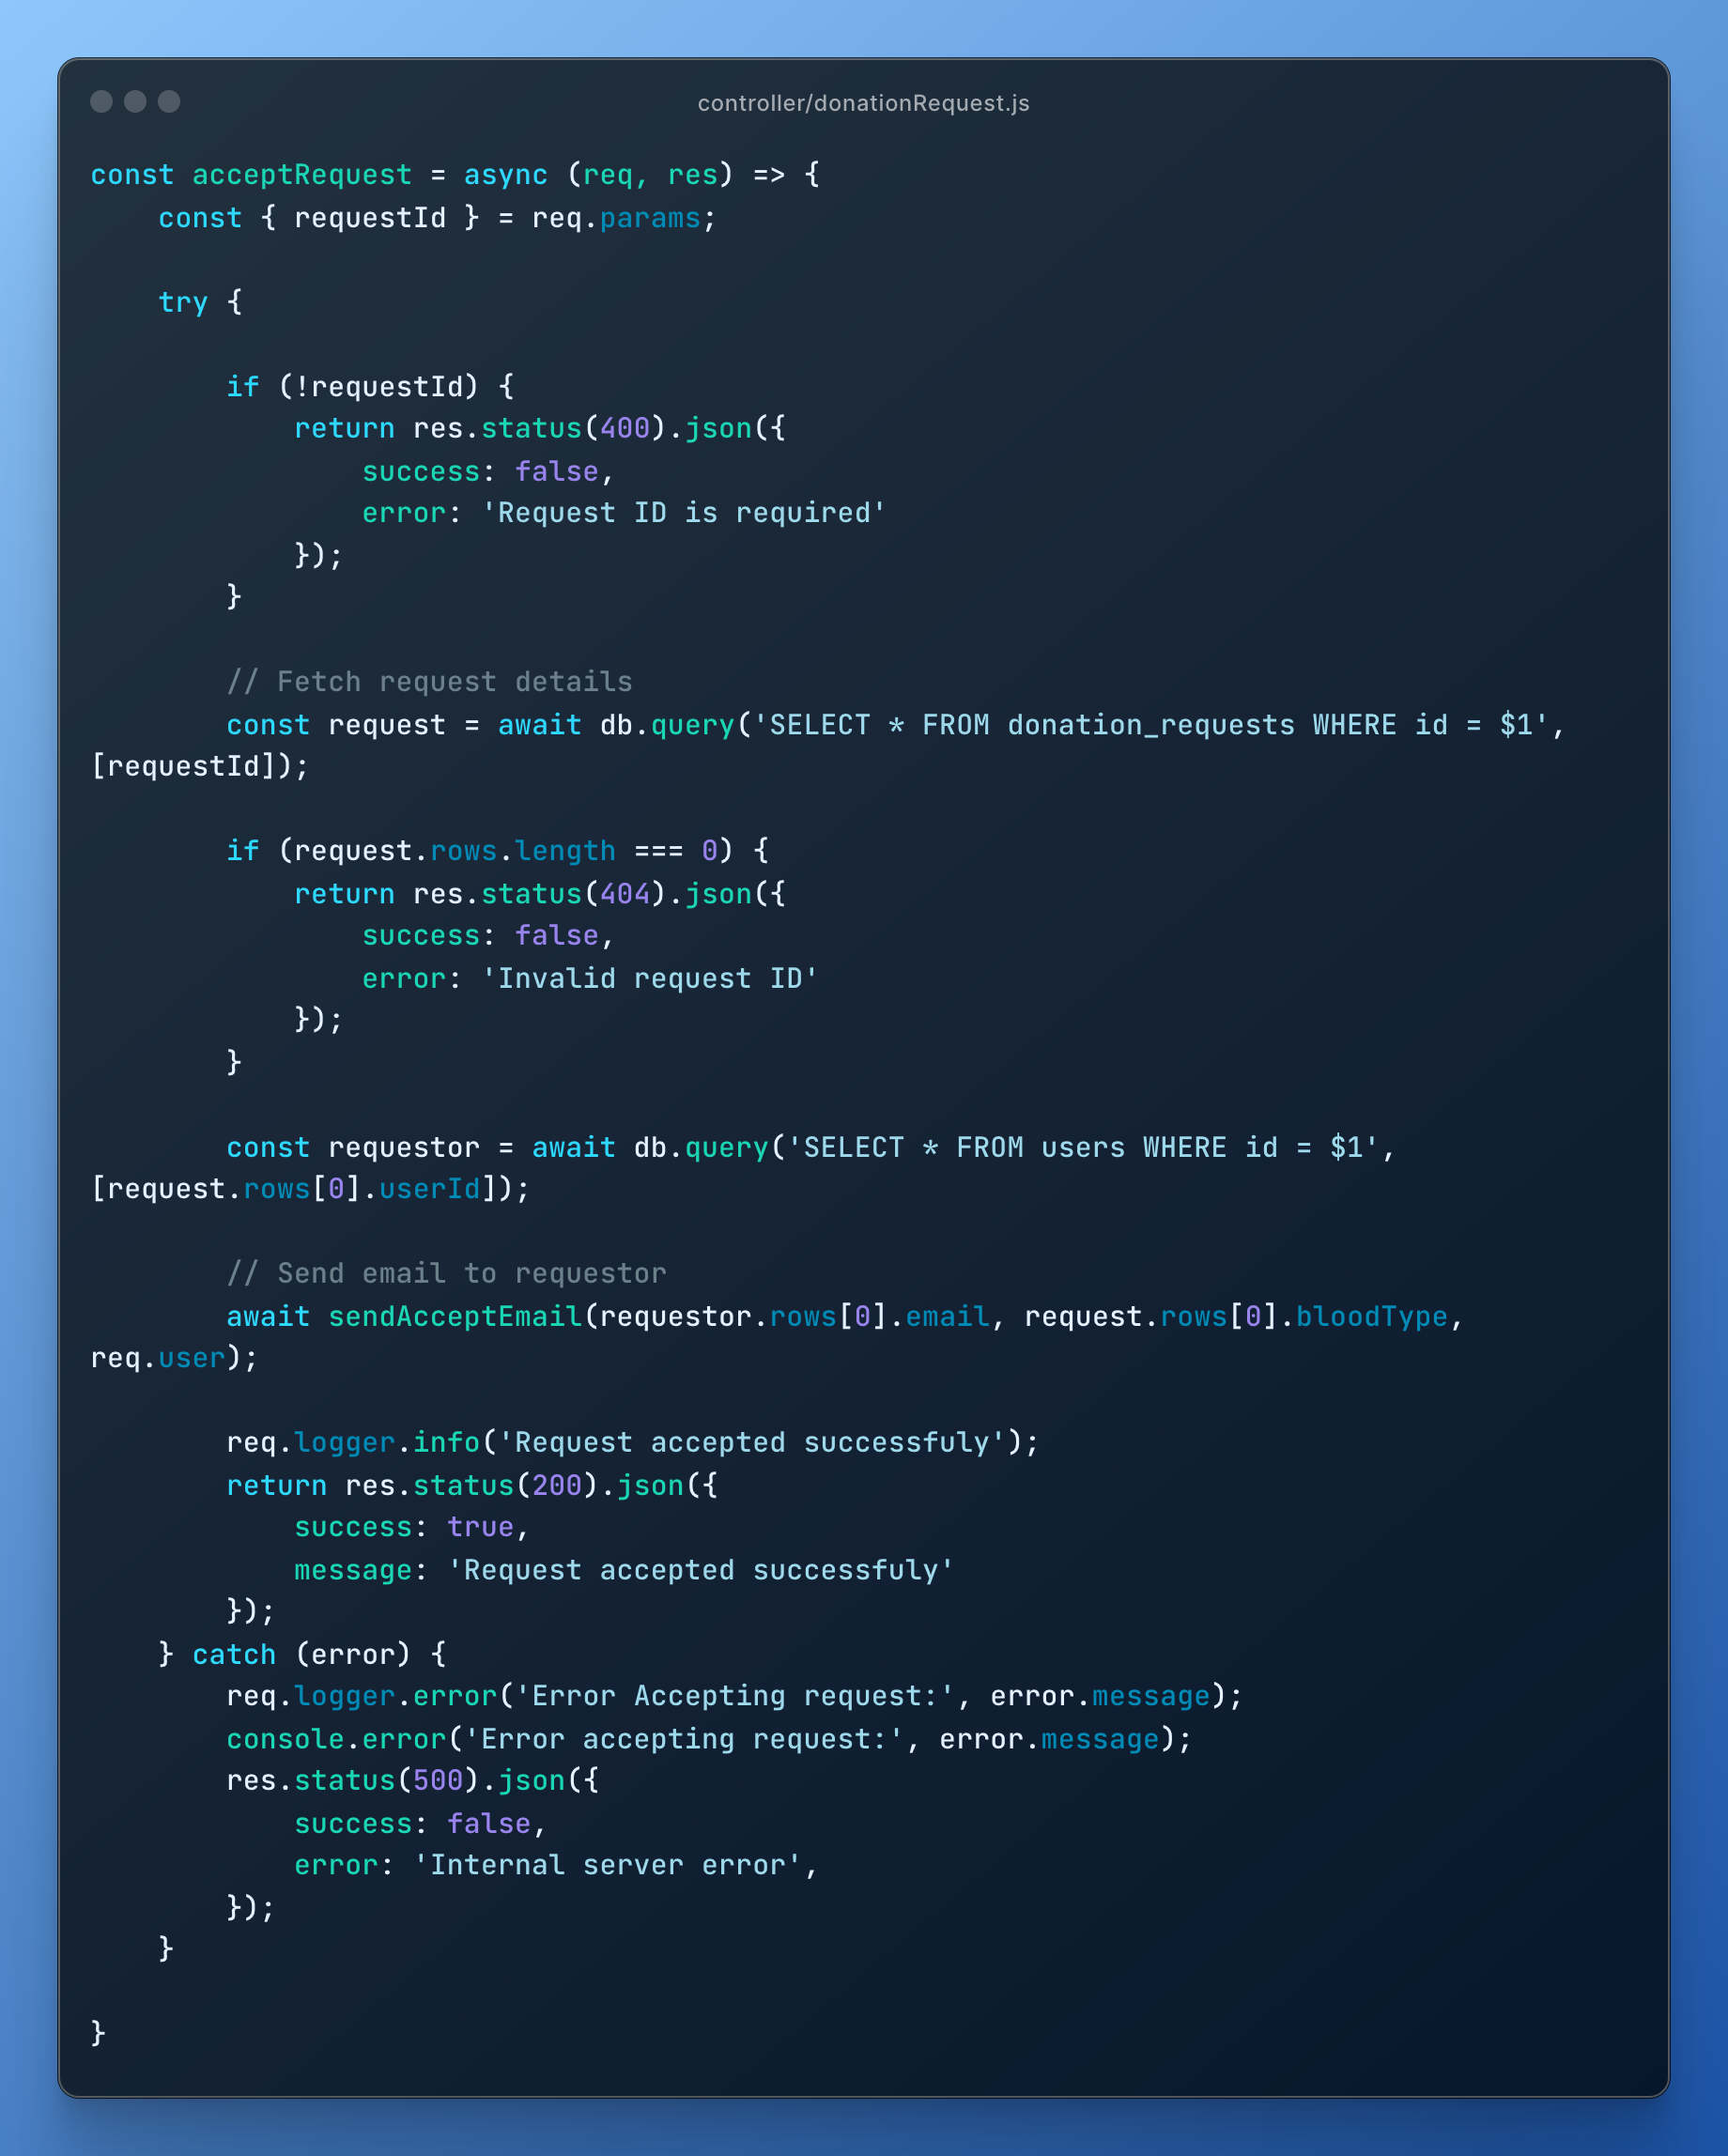 controller/donationRequest.js
const acceptRequest = async (req, res) => {
    const { requestId } = req.params;

    try {

        if (!requestId) {
            return res.status(400).json({
                success: false,
                error: 'Request ID is required'
            });
        }

        // Fetch request details
        const request = await db.query('SELECT * FROM donation_requests WHERE id = $1',
[requestId]);

        if (request.rows.length === 0) {
            return res.status(404).json({
                success: false,
                error: 'Invalid request ID'
            });
        }

        const requestor = await db.query('SELECT * FROM users WHERE id = $1',
[request.rows[0].userId]);

        // Send email to requestor
        await sendAcceptEmail(requestor.rows[0].email, request.rows[0].bloodType,
req.user);

        req.logger.info('Request accepted successfuly');
        return res.status(200).json({
            success: true,
            message: 'Request accepted successfuly'
        });
    } catch (error) {
        req.logger.error('Error Accepting request:', error.message);
        console.error('Error accepting request:', error.message);
        res.status(500).json({
            success: false,
            error: 'Internal server error',
        });
    }

}